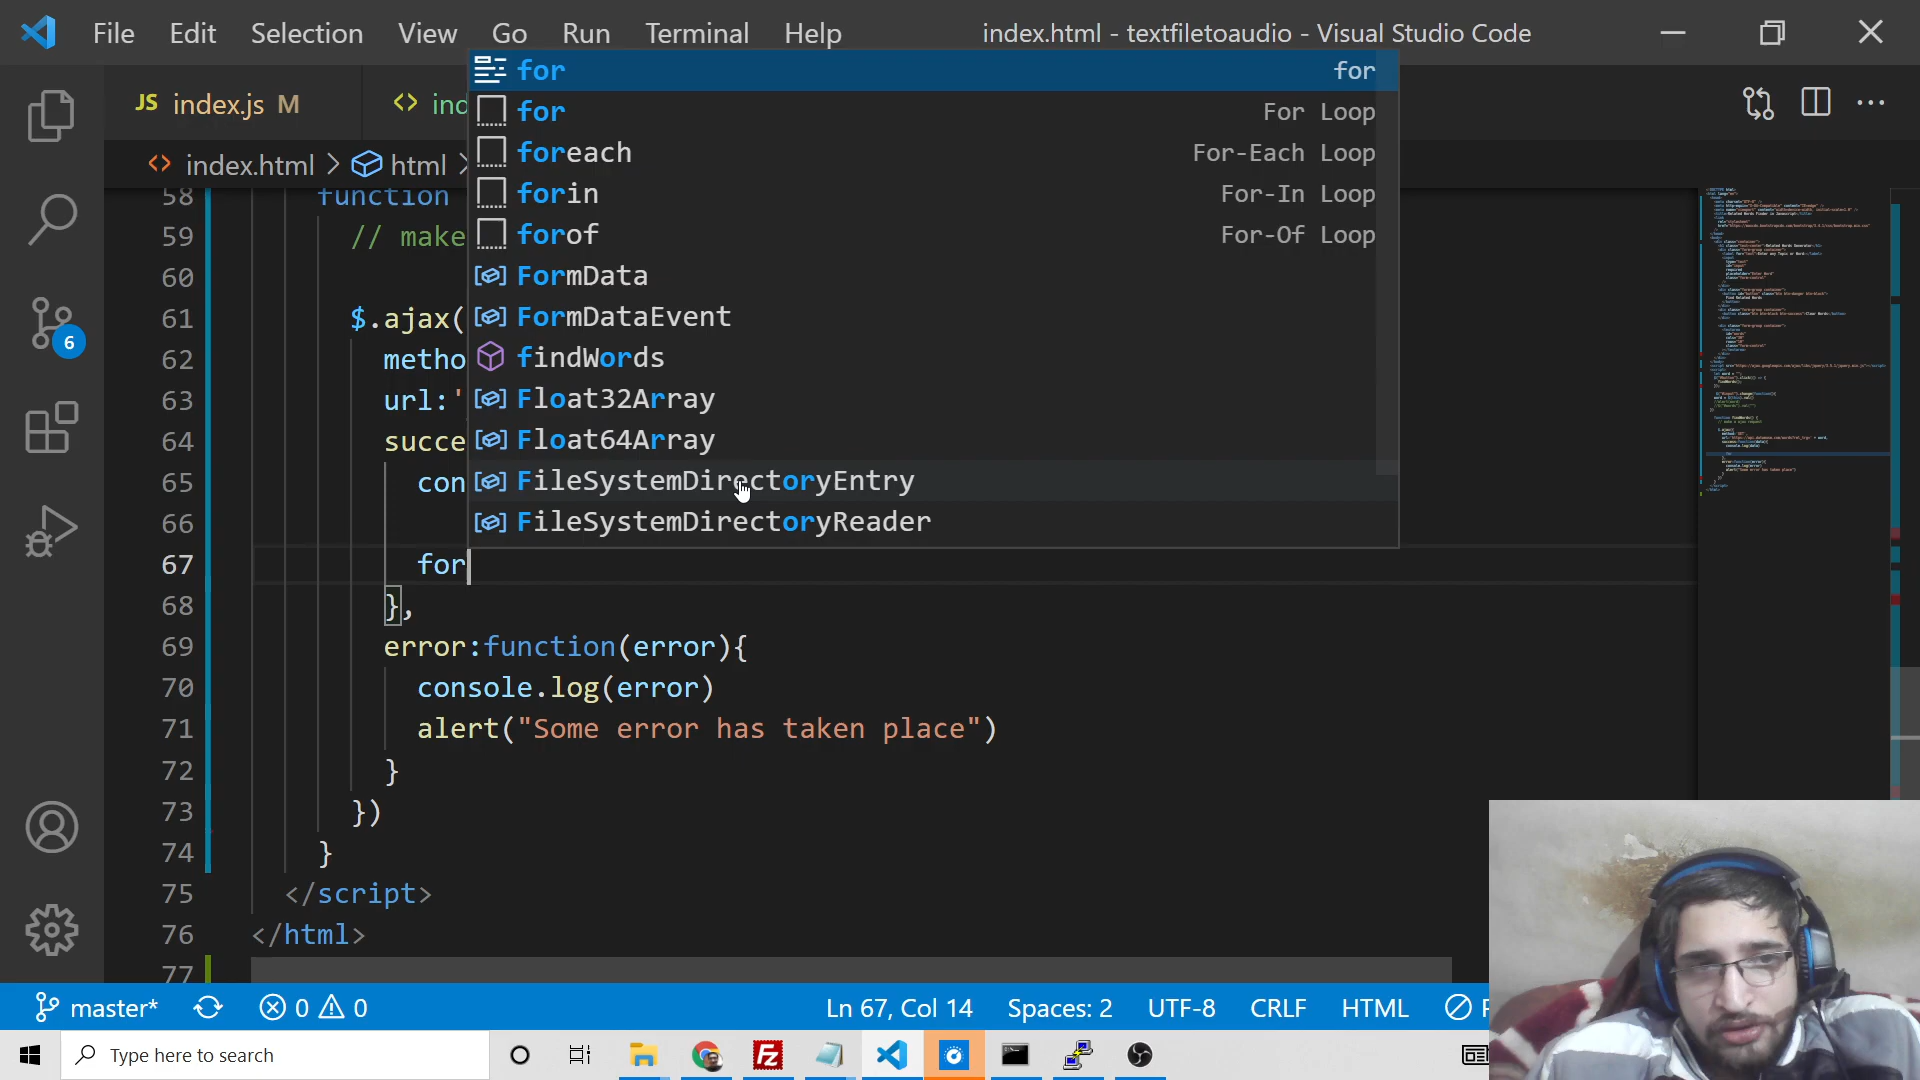 File Edit Selection View Go Run Terminal Help index.html - textfiletoaudio - Visual Studio Code
JS index.js M <> ind
<> index.html > html >
for for
for For Loop
foreach For-Each Loop
forin For-In Loop
forof For-Of Loop
FormData
FormDataEvent
findWords
Float32Array
Float64Array
FileSystemDirectoryEntry
FileSystemDirectoryReader
58 function
59 // make
60
61 $.ajax(
62 metho
63 url:'
64 succe
65 con
66
67 for
68 },
69 error:function(error){
70 console.log(error)
71 alert("Some error has taken place")
72 }
73 })
74 }
75 </script>
76 </html>
77
6
master* 0 0 Ln 67, Col 14 Spaces: 2 UTF-8 CRLF HTML
Type here to search